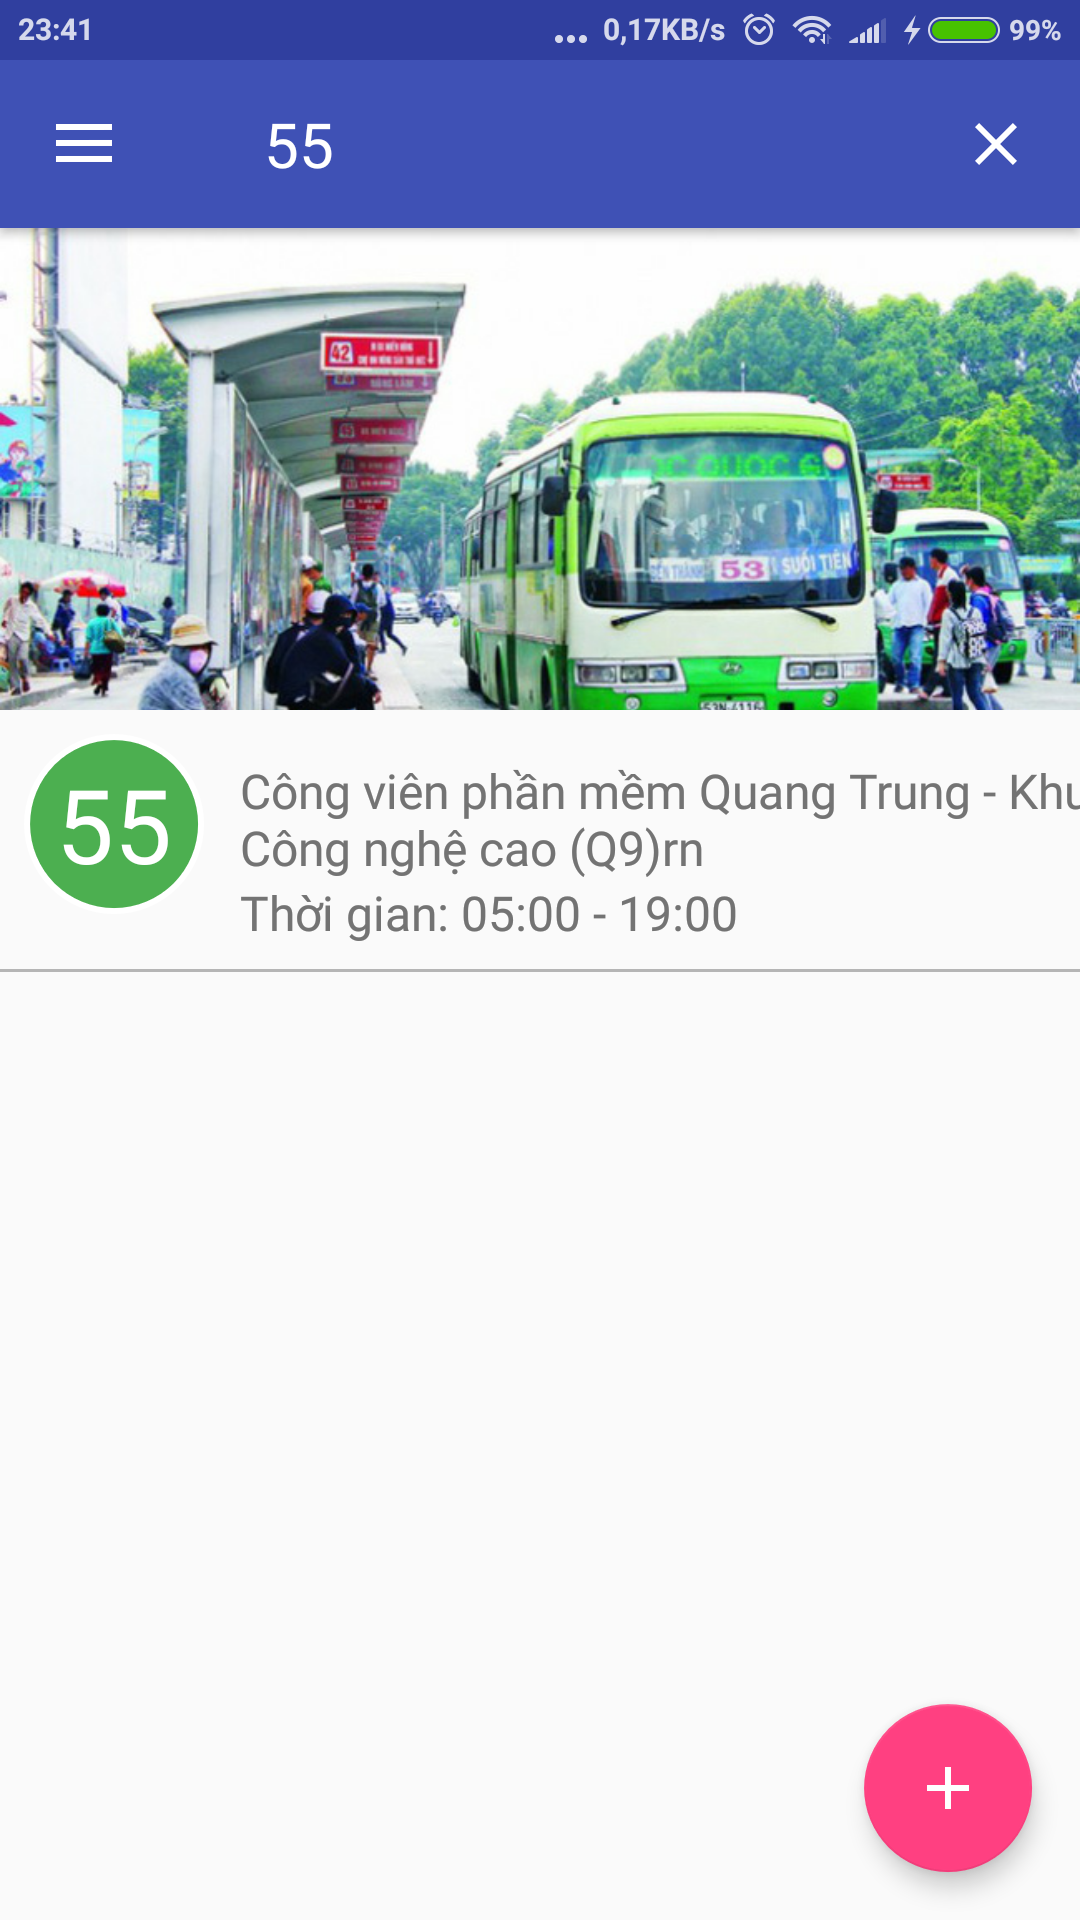 23:41
... 0,17KB/s 99%
55
42
53
SUỐI TIÊN
55
Công viên phần mềm Quang Trung - Khu
Công nghệ cao (Q9)rn
Thời gian: 05:00 - 19:00